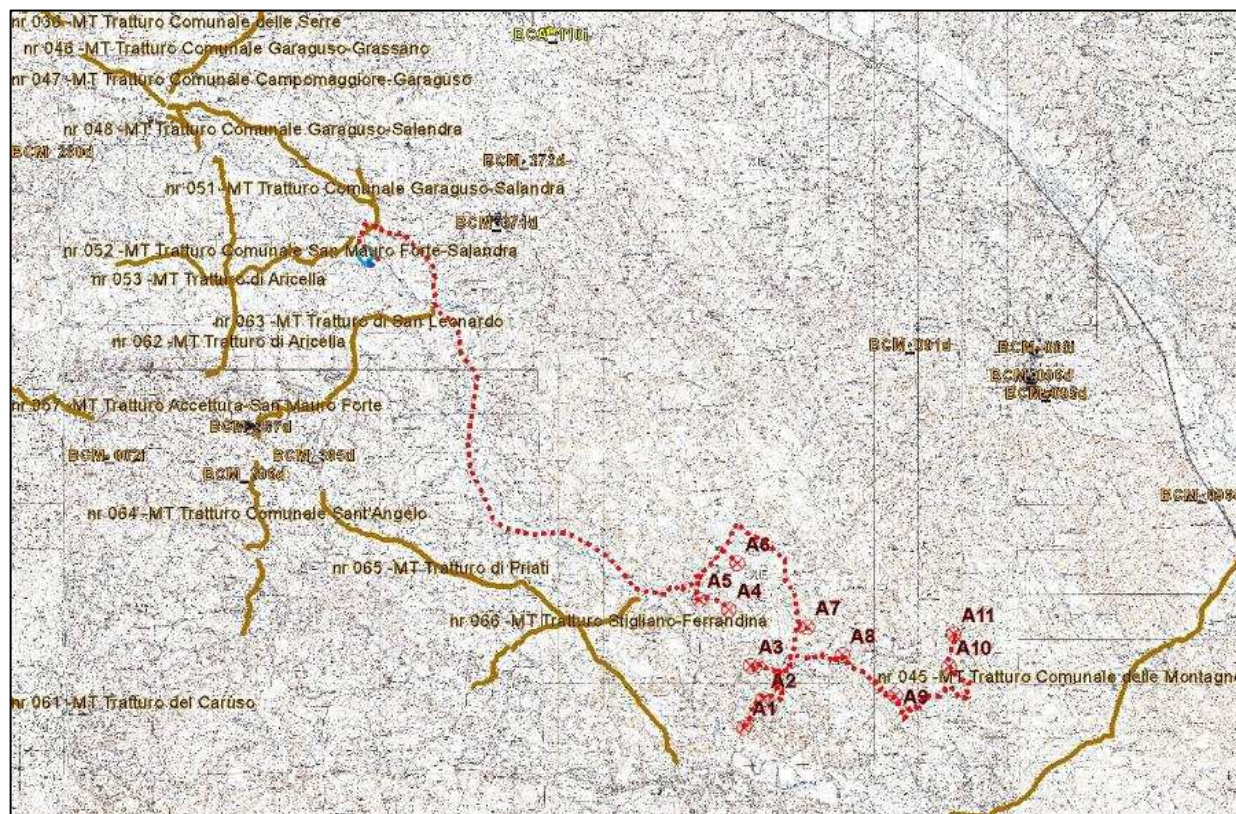 nr 038 -MT Tratturo Comunale delle Serre
nr 046 -MT Tratturo Comunale Garaguso-Grassano
nr 047 -MT Tratturo Comunale Campomaggiore-Garaguso
nr 048 -MT Tratturo Comunale Garaguso-Salandra
BCM_372d
nr 051 -MT Tratturo Comunale Garaguso-Salandra
nr 052 -MT Tratturo Comunale San Mauro Forte-Salandra
nr 053 -MT Tratturo di Aricella
nr 063 -MT Tratturo di San Leonardo
nr 062 -MT Tratturo di Aricella
BCM_391d
nr 067 -MT Tratturo Accettura-San Mauro Forte
nr 064 -MT Tratturo Comunale Sant'Angelo
A6
nr 065 -MT Tratturo di Priati
A5
A4
nr 066 -MT Tratturo Stigliano-Ferrandina
A7
A11
A8
A3
A10
nr 045 -MT Tratturo Comunale delle Montagne
A2
A9
nr 061 -MT Tratturo del Caruso
A1